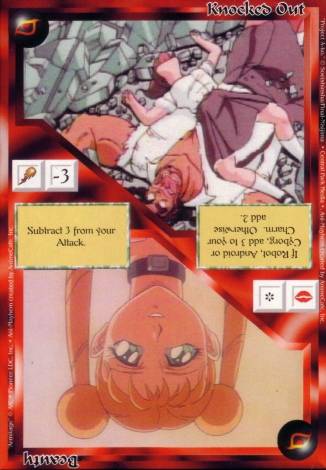 Knocked Out
-3
Subtract 3 from your
Attack.
If Robot, Android or
Cyborg, add 3 to your
Charm. Otherwise
add 2.
*
Beauty